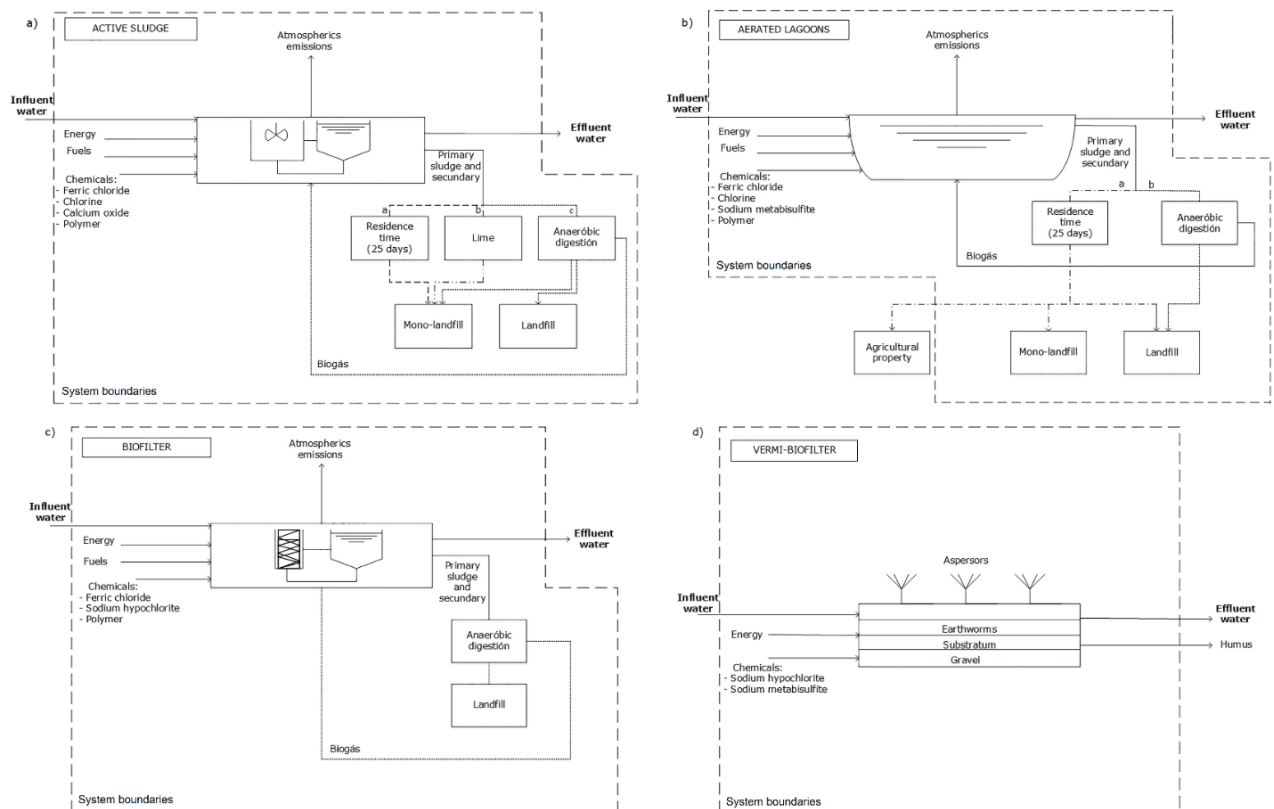 a)
ACTIVE SLUDGE
Atmospherics
emissions
Influent
water
Energy
Fuels
Chemicals:
- Ferric chloride
- Chlorine
- Calcium oxide
- Polymer
Effluent
water
Primary
sludge and
secundary
a
b
c
Residence
time
(25 days)
Lime
Anaeróbic
digestión
Mono-landfill
Landfill
Biogás
System boundaries
b)
AERATED LAGOONS
Atmospherics
emissions
Influent
water
Energy
Fuels
Chemicals:
- Ferric chloride
- Chlorine
- Sodium metabisulfite
- Polymer
Effluent
water
Primary
sludge and
secundary
a
b
Residence
time
(25 days)
Anaeróbic
digestión
Biogás
System boundaries
Agricultural
property
Mono-landfill
Landfill
c)
BIOFILTER
Atmospherics
emissions
Influent
water
Energy
Fuels
Chemicals:
- Ferric chloride
- Sodium hypochlorite
- Polymer
Effluent
water
Primary
sludge
and
secundary
Anaeróbic
digestión
Landfill
Biogás
System boundaries
d)
VERMI-BIOFILTER
Aspersors
Influent
water
Energy
Chemicals:
- Sodium hypochlorite
- Sodium metabisulfite
Earthworms
Substratum
Gravel
Effluent
water
Humus
System boundaries